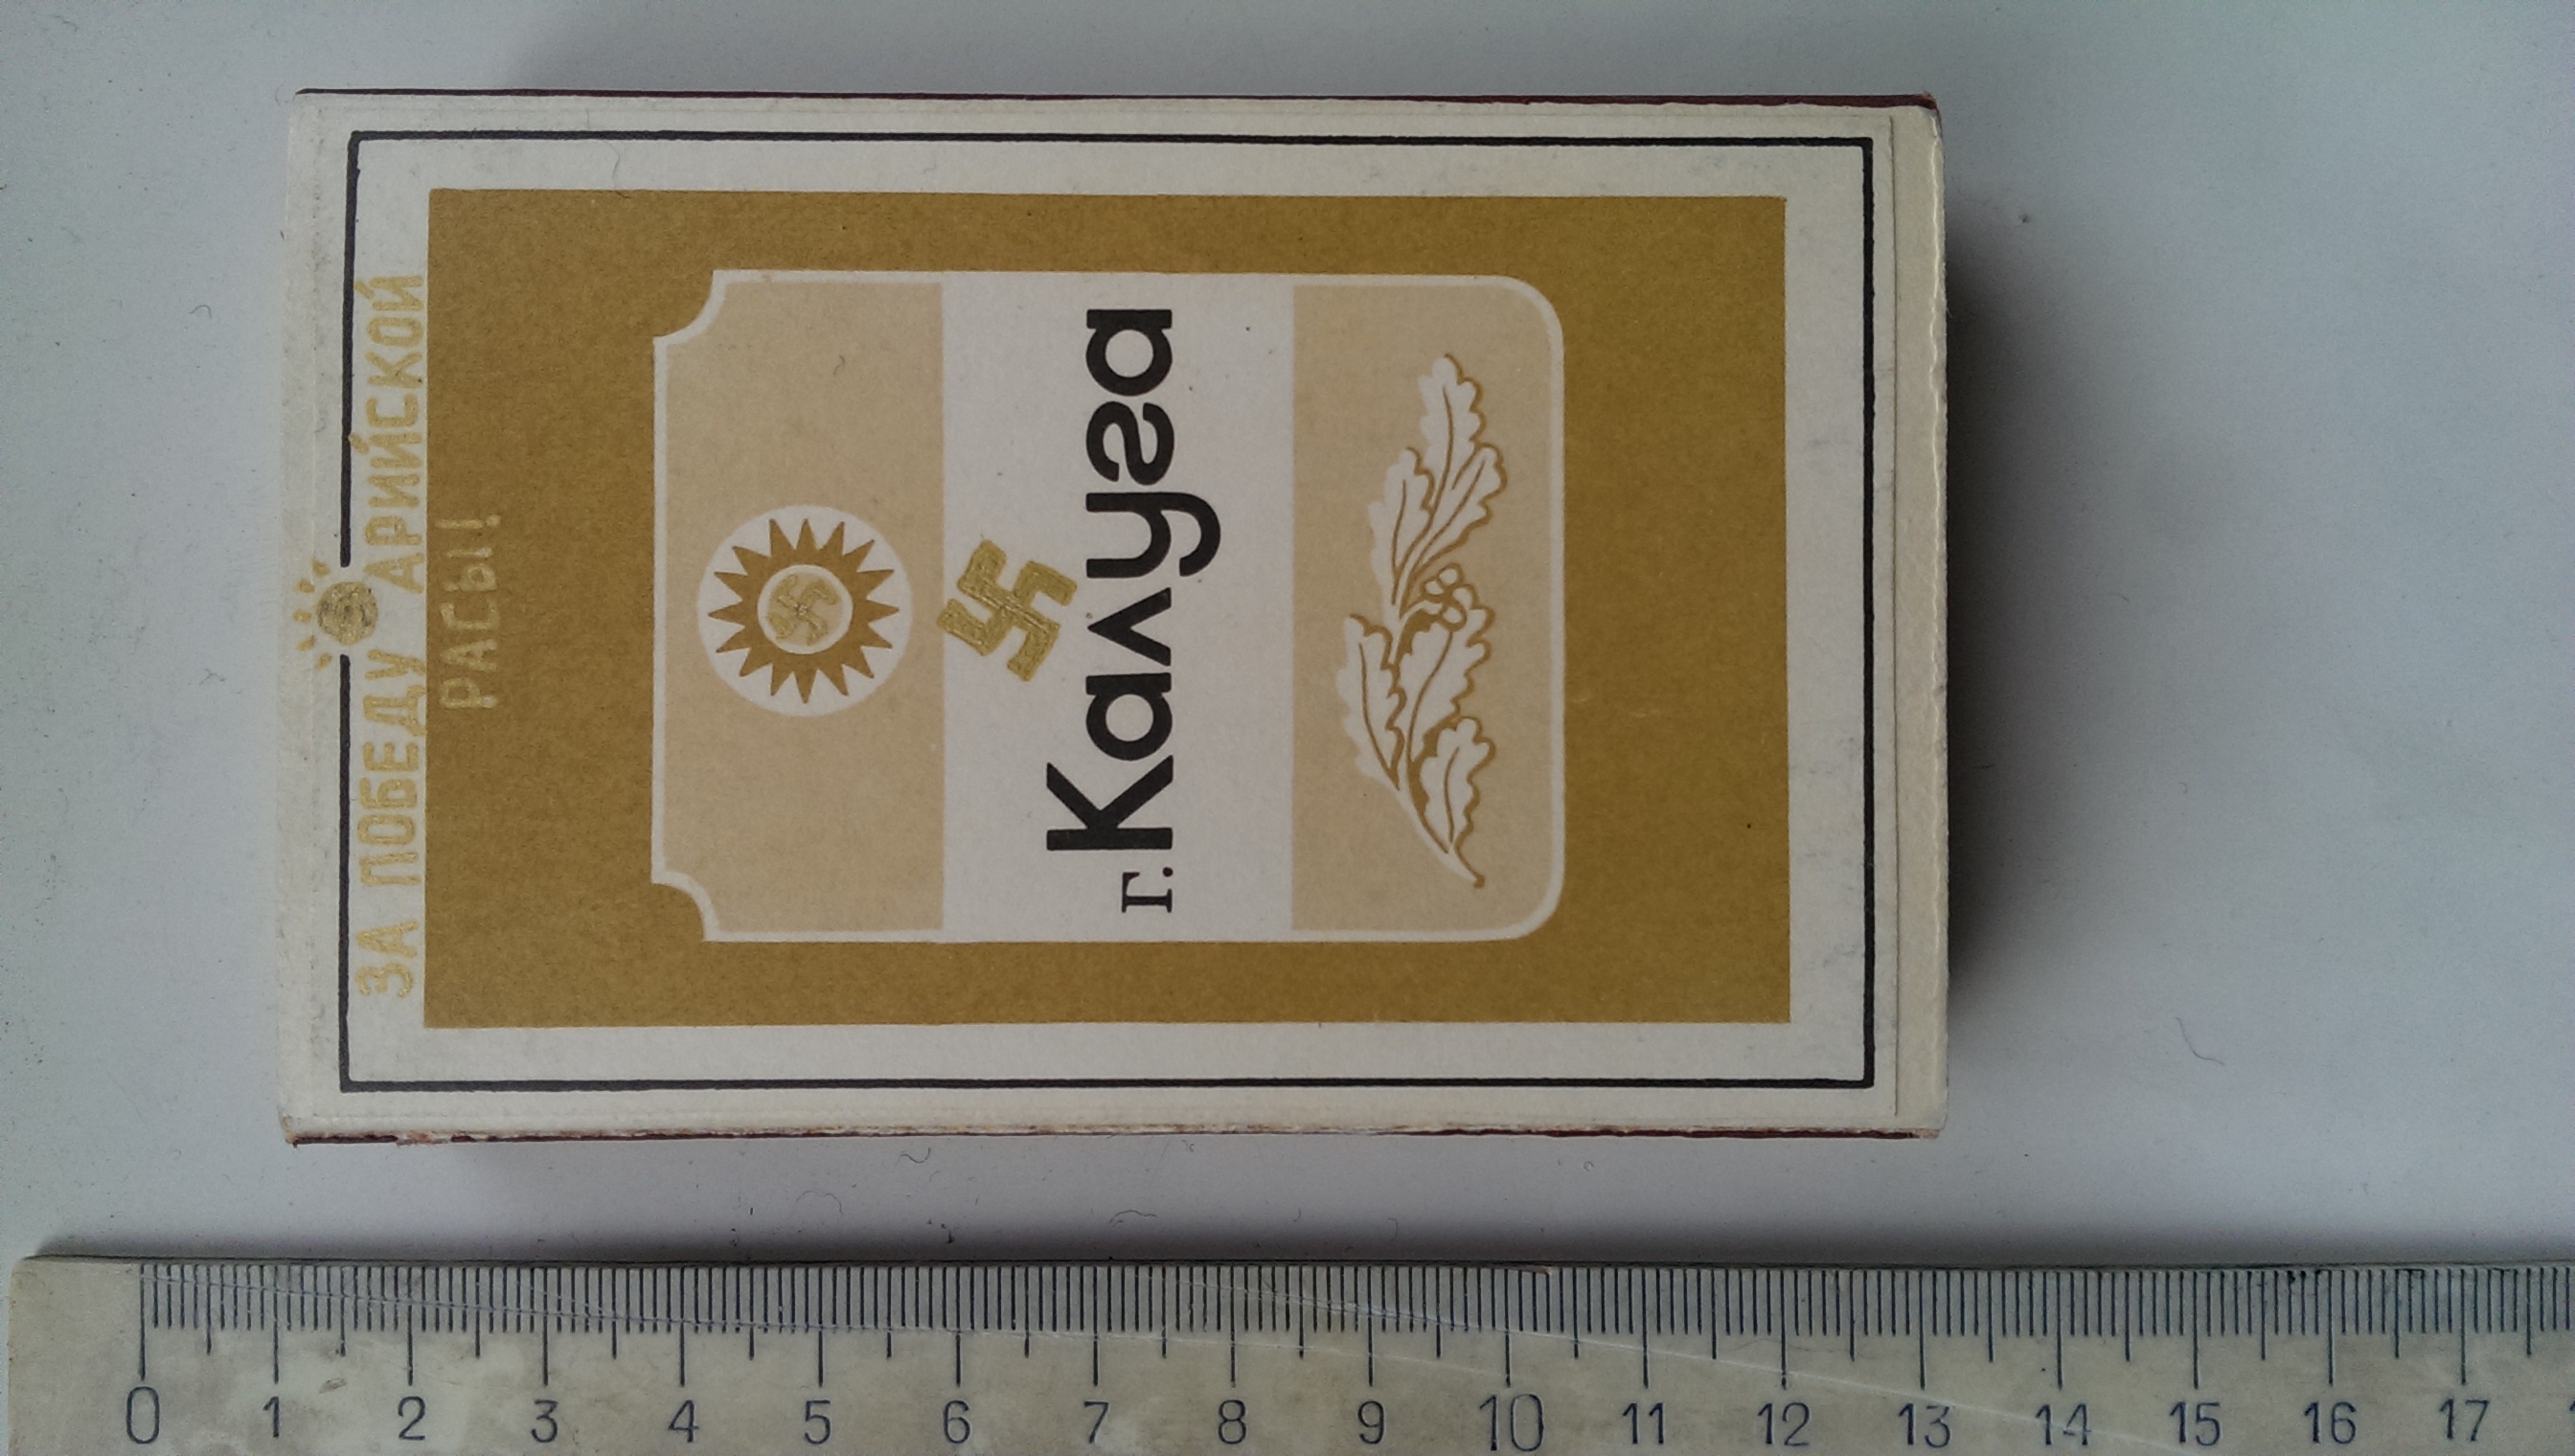 ЗА ПОБЕДУ АРИЙСКОЙ
РАСЫ!
г. Калуга
0 1 2 3 4 5 6 7 8 9 10 11 12 13 14 15 16 17